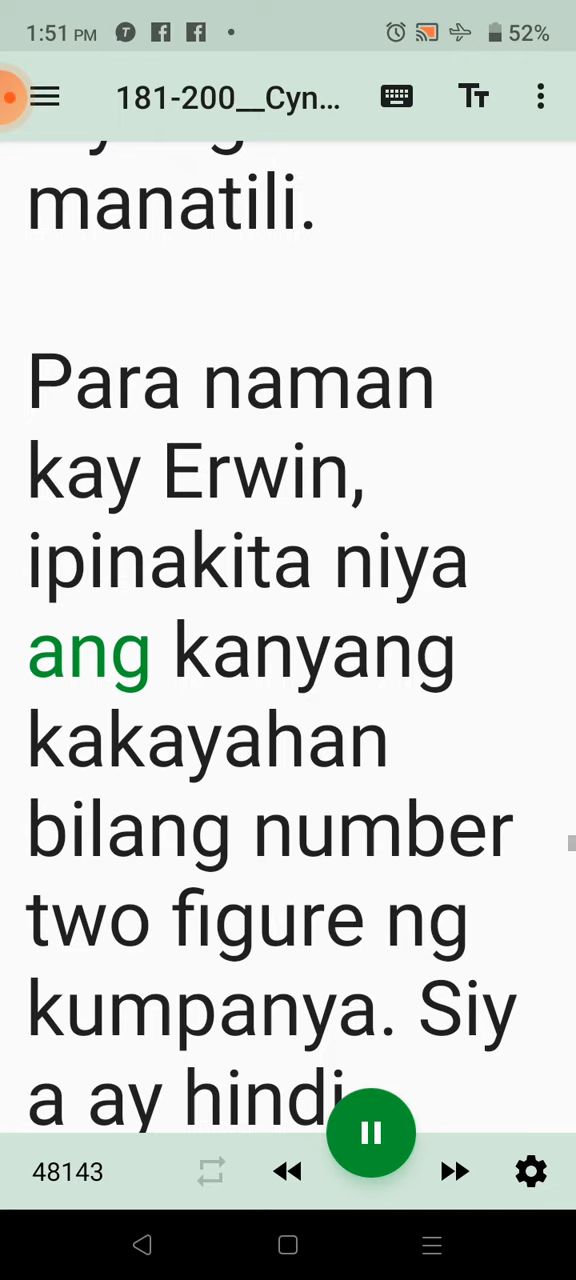 1:51 PM
52%
181-200__Cyn...
manatili.
Para naman
kay Erwin,
ipinakita niya
ang kanyang
kakayahan
bilang number
two figure ng
kumpanya. Siy
a ay hindi
48143